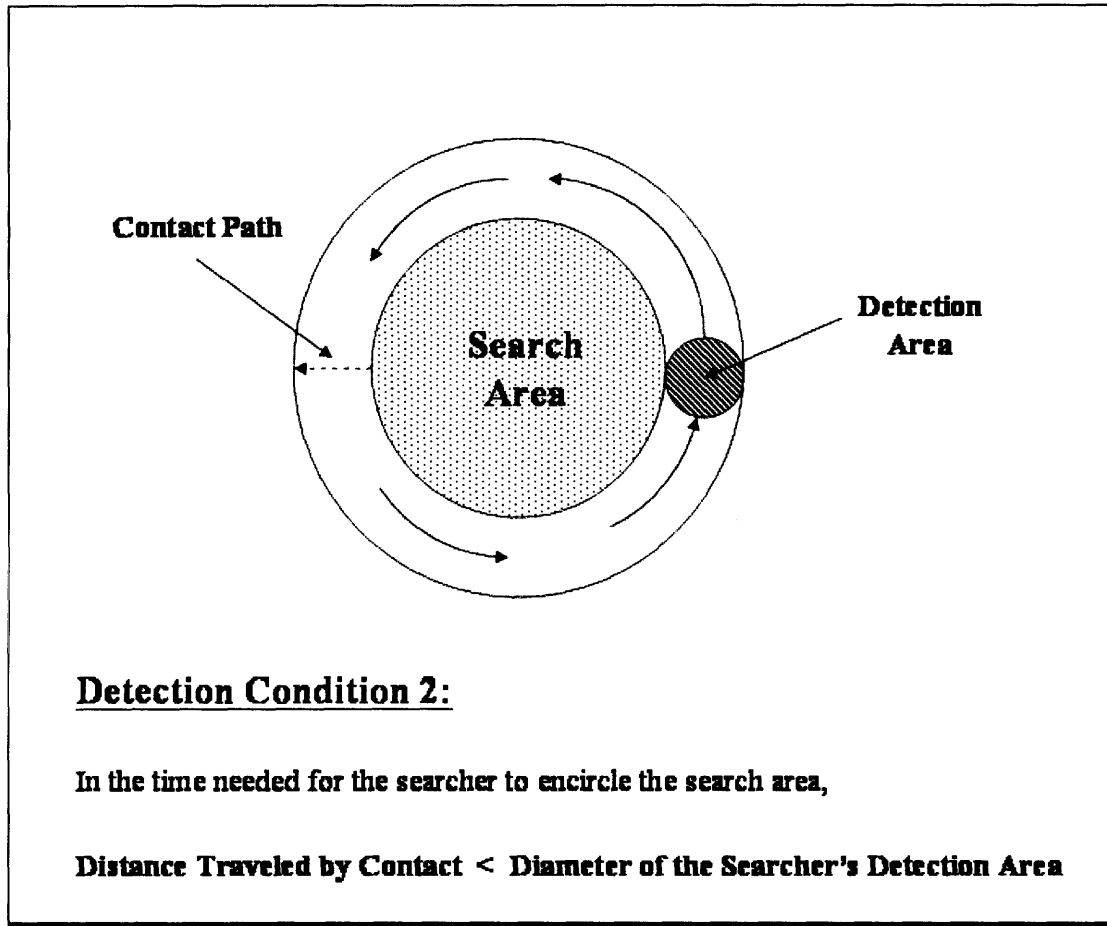 Contact Path
Detection
Area
Search
Area
Detection Condition 2:
In the time needed for the searcher to encircle the search area,
Distance Traveled by Contact < Diameter of the Searcher's Detection Area